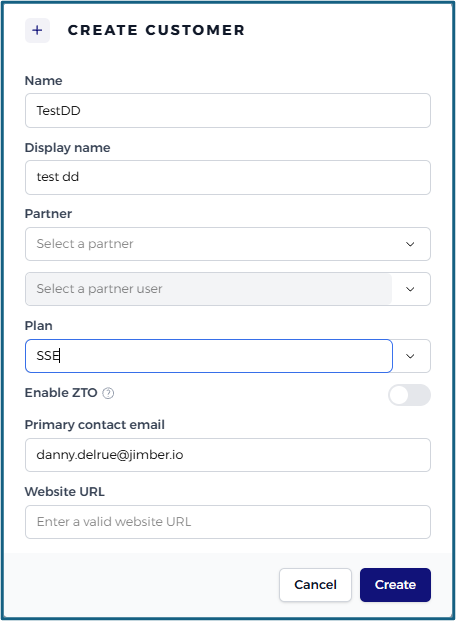 + CREATE CUSTOMER
Name
TestDD
Display name
test dd
Partner
Select a partner
Select a partner user
Plan
SSE
Enable ZTO ?
Primary contact email
danny.delrue@jimber.io
Website URL
Enter a valid website URL
Cancel Create